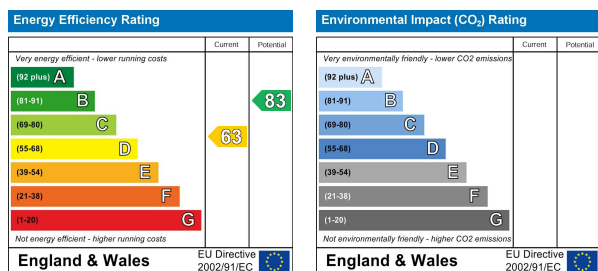 Energy Efficiency Rating
Current Potential
Very energy efficient - lower running costs
(92 plus) A
(81-91) B
(69-80) C
(55-68) D
(39-54) E
(21-38) F
(1-20) G
63
83
Not energy efficient - higher running costs
England & Wales
EU Directive
2002/91/EC
Environmental Impact (CO₂) Rating
Current Potential
Very environmentally friendly - lower CO2 emissions
(92 plus) A
(81-91) B
(69-80) C
(55-68) D
(39-54) E
(21-38) F
(1-20) G
Not environmentally friendly - higher CO2 emissions
England & Wales
EU Directive
2002/91/EC